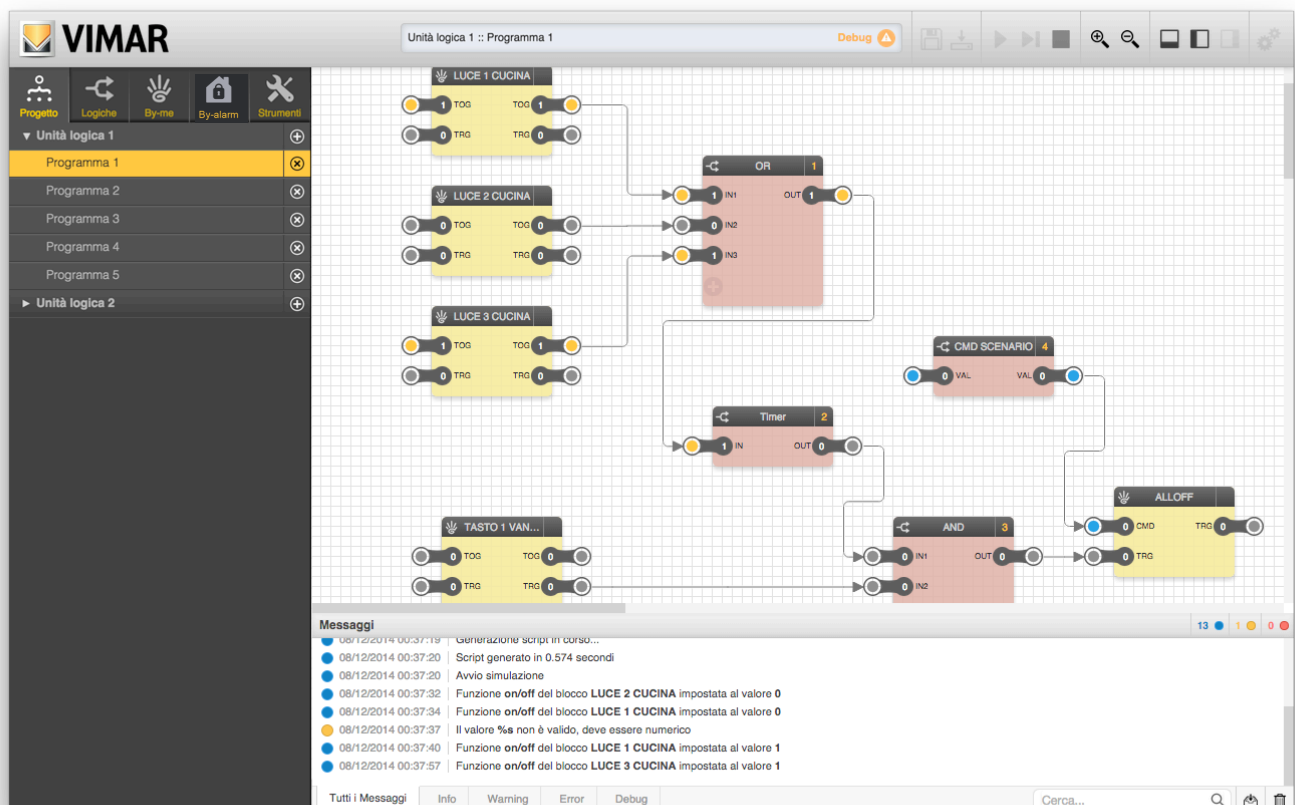 VIMAR
Unità logica 1 :: Programma 1
Debug
Progetto
Logiche
By-me
By-alarm
Strumenti
Unità logica 1
Programma 1
Programma 2
Programma 3
Programma 4
Programma 5
Unità logica 2
LUCE 1 CUCINA
1 TOG TOG 1
0 TRG TRG 0
LUCE 2 CUCINA
0 TOG TOG 0
0 TRG TRG 0
LUCE 3 CUCINA
1 TOG TOG 1
0 TRG TRG 0
OR 1
1 IN1 OUT 1
0 IN2
1 IN3
CMD SCENARIO 4
0 VAL VAL 0
Timer 2
1 IN OUT 0
TASTO 1 VAN...
0 TOG TOG 0
0 TRG TRG 0
AND 3
0 IN1 OUT 0
0 IN2
ALLOFF
0 CMD TRG 0
0 TRG
Messaggi
13 1 0
08/12/2014 00:37:19 Generazione script in corso...
08/12/2014 00:37:20 Script generato in 0.574 secondi
08/12/2014 00:37:20 Avvio simulazione
08/12/2014 00:37:32 Funzione on/off del blocco LUCE 2 CUCINA impostata al valore 0
08/12/2014 00:37:34 Funzione on/off del blocco LUCE 1 CUCINA impostata al valore 0
08/12/2014 00:37:37 Il valore %s non è valido, deve essere numerico
08/12/2014 00:37:40 Funzione on/off del blocco LUCE 1 CUCINA impostata al valore 1
08/12/2014 00:37:57 Funzione on/off del blocco LUCE 3 CUCINA impostata al valore 1
Tutti i Messaggi
Info
Warning
Error
Debug
Cerca...